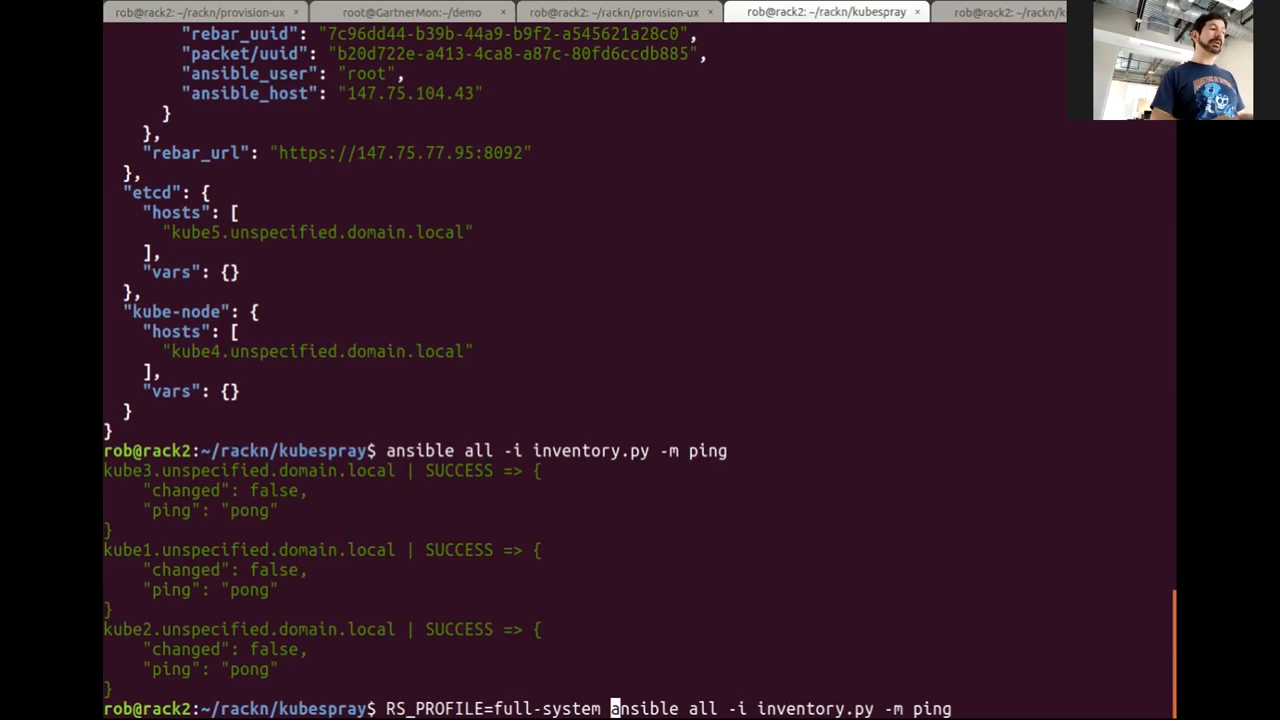 rob@rack2: ~/rackn/provision-ux × root@GartnerMon:~/demo × rob@rack2: ~/rackn/provision-ux × rob@rack2: ~/rackn/kubespray × rob@rack2: ~/rackn/k
"rebar_uuid": "7c96dd44-b39b-44a9-b9f2-a545621a28c0",
"packet/uuid": "b20d722e-a413-4ca8-a87c-80fd6ccdb885",
"ansible_user": "root",
"ansible_host": "147.75.104.43"
}
},
"rebar_url": "https://147.75.77.95:8092"
},
"etcd": {
"hosts": [
"kube5.unspecified.domain.local"
],
"vars": {}
},
"kube-node": {
"hosts": [
"kube4.unspecified.domain.local"
],
"vars": {}
}
}
rob@rack2:~/rackn/kubespray$ ansible all -i inventory.py -m ping
kube3.unspecified.domain.local | SUCCESS => {
"changed": false,
"ping": "pong"
}
kube1.unspecified.domain.local | SUCCESS => {
"changed": false,
"ping": "pong"
}
kube2.unspecified.domain.local | SUCCESS => {
"changed": false,
"ping": "pong"
}
rob@rack2:~/rackn/kubespray$ RS_PROFILE=full-system ansible all -i inventory.py -m ping